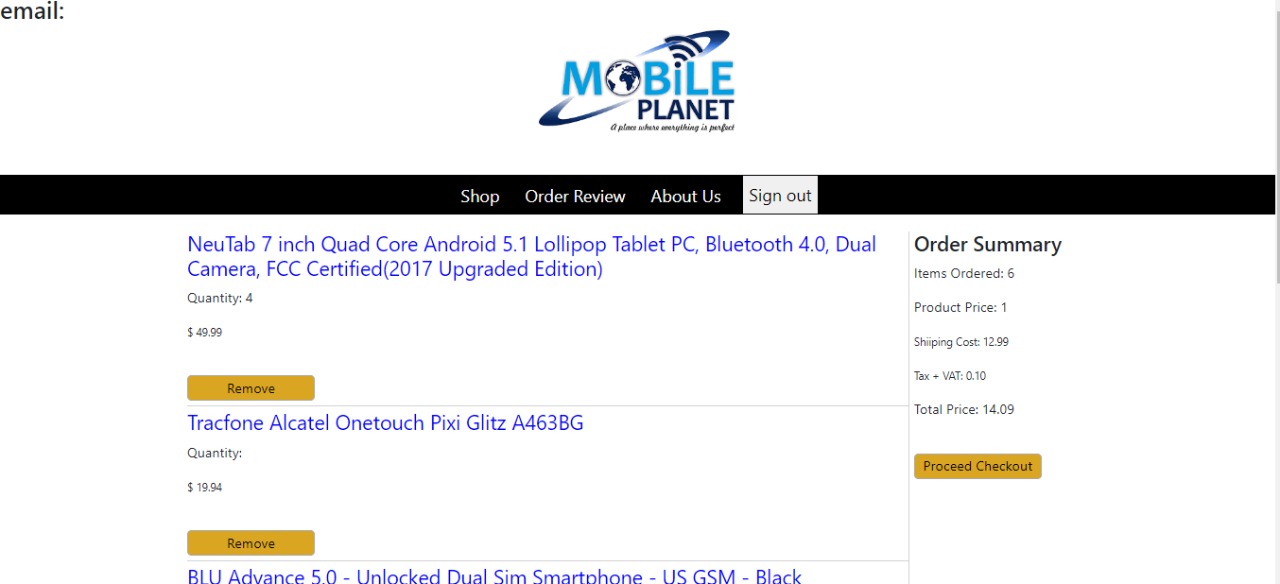 email:
MOBiLE
PLANET
A place where everything is perfect
Shop Order Review About Us Sign out
NeuTab 7 inch Quad Core Android 5.1 Lollipop Tablet PC, Bluetooth 4.0, Dual
Camera, FCC Certified(2017 Upgraded Edition)
Quantity: 4
$ 49.99
Remove
Tracfone Alcatel Onetouch Pixi Glitz A463BG
Quantity:
$ 19.94
Remove
BLU Advance 5.0 - Unlocked Dual Sim Smartphone - US GSM - Black
Order Summary
Items Ordered: 6
Product Price: 1
Shiiping Cost: 12.99
Tax + VAT: 0.10
Total Price: 14.09
Proceed Checkout